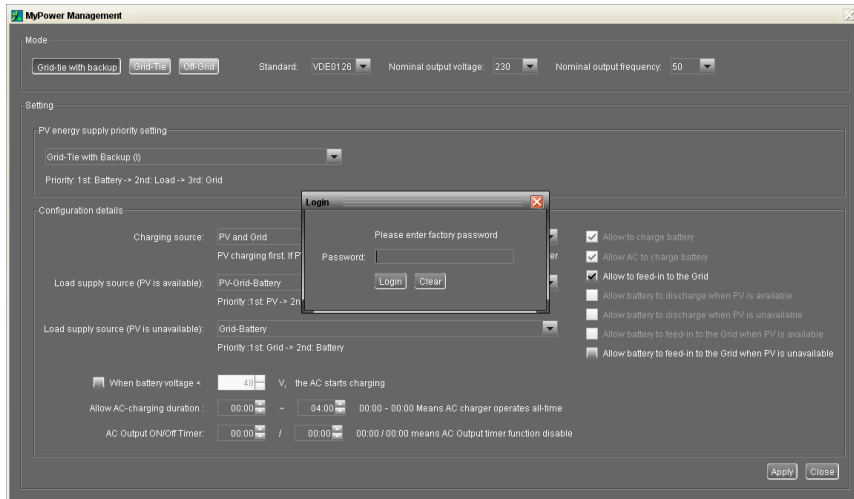 MyPower Management
Mode
Grid-tie with backup Grid-Tie Off-Grid Standard: VDE0126 Nominal output voltage: 230 Nominal output frequency: 50
Setting
PV energy supply priority setting
Grid-Tie with Backup (I)
Priority: 1st: Battery -> 2nd: Load -> 3rd: Grid
Login
Please enter factory password
Password:
Login Clear
Configuration details
Charging source: PV and Grid
PV charging first. If P
er
Load supply source (PV is available): PV-Grid-Battery
Priority :1st: PV -> 2n
Load supply source (PV is unavailable): Grid-Battery
Priority :1st: Grid -> 2nd: Battery
Allow to charge battery
Allow AC to charge battery
Allow to feed-in to the Grid
Allow battery to discharge when PV is available
Allow battery to discharge when PV is unavailable
Allow battery to feed-in to the Grid when PV is available
Allow battery to feed-in to the Grid when PV is unavailable
When battery voltage < 48 V, the AC starts charging
Allow AC-charging duration : 00:00 ~ 04:00 00:00 - 00:00 Means AC charger operates all-time
AC Output ON/Off Timer: 00:00 / 00:00 00:00 / 00:00 means AC Output timer function disable
Apply Close